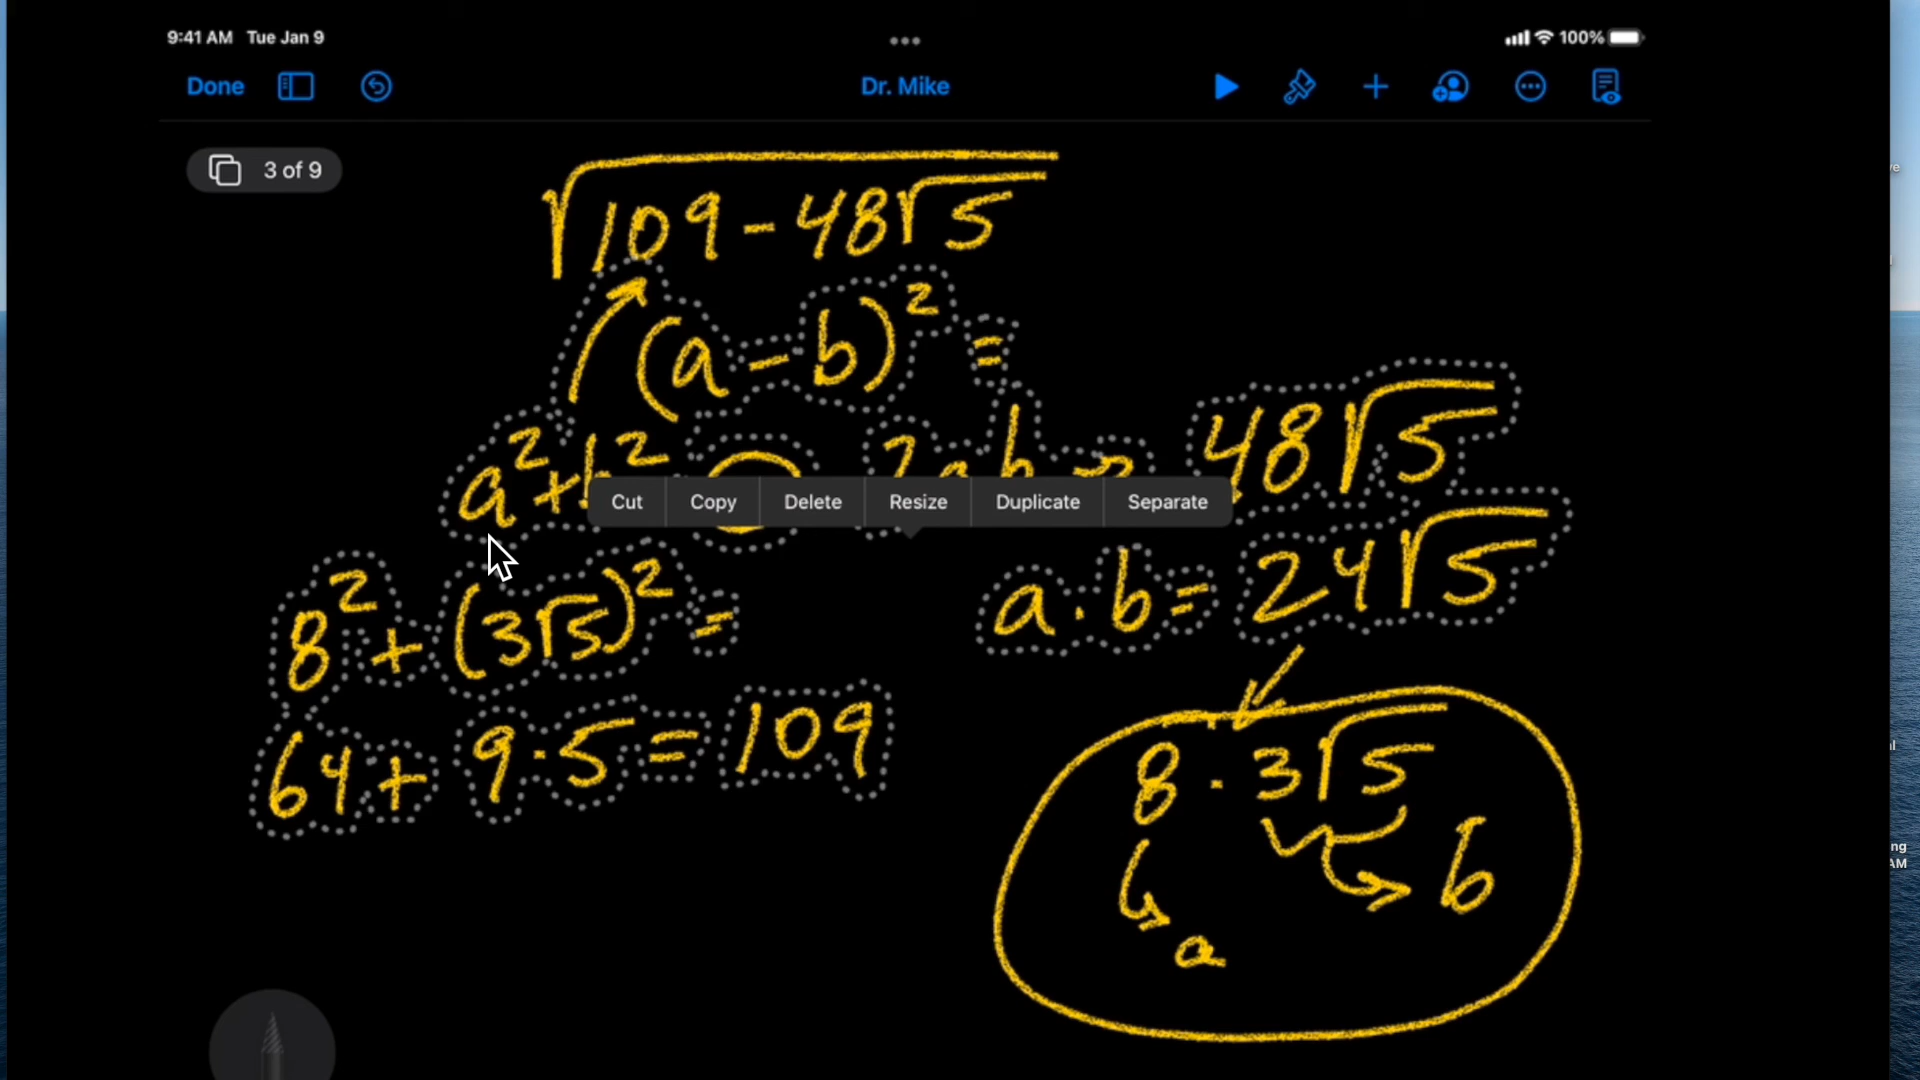 9:41 AM Tue Jan 9 100%
Done Dr. Mike
3 of 9
√(109 - 48√5)
(a - b)² =
a² + b² 2ab = 48√5
Cut Copy Delete Resize Duplicate Separate
a · b = 24√5
8² + (3√5)² =
64 + 9 · 5 = 109
8 · 3√5
b
a
ng
AM